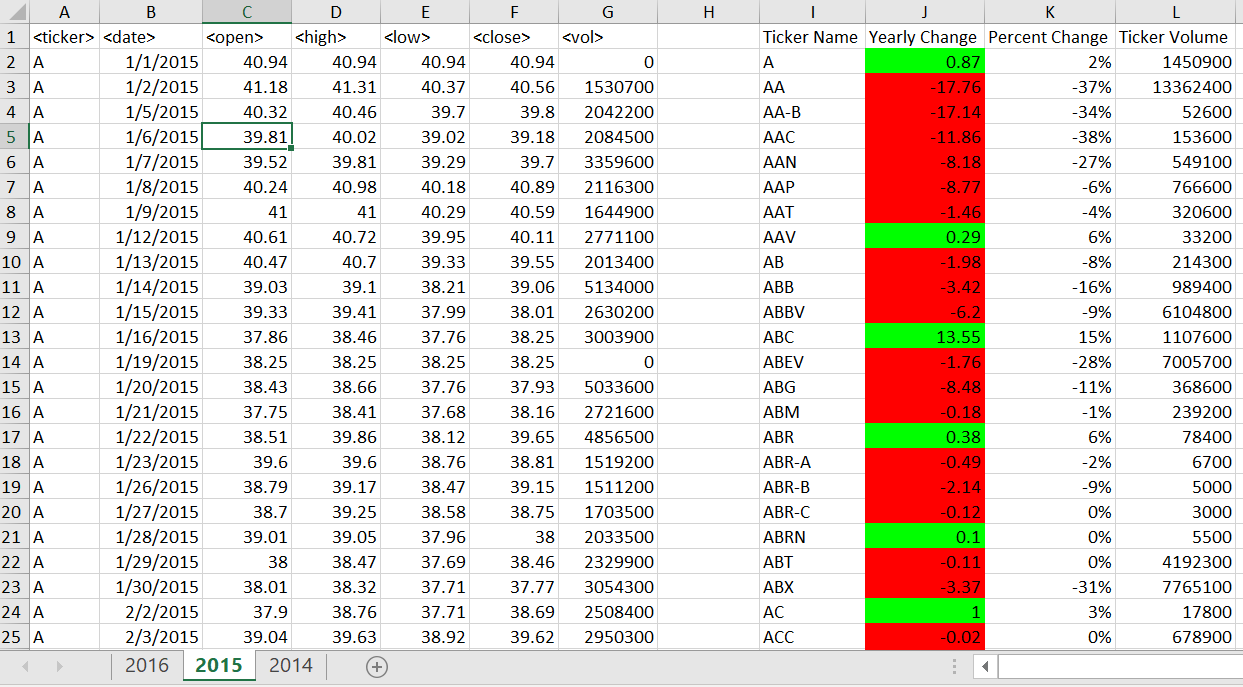 A B C D E F G H I J K L
1 <ticker> <date> <open> <high> <low> <close> <vol> Ticker Name Yearly Change Percent Change Ticker Volume
2 A 1/1/2015 40.94 40.94 40.94 40.94 0 A 0.87 2% 1450900
3 A 1/2/2015 41.18 41.31 40.37 40.56 1530700 AA -17.76 -37% 13362400
4 A 1/5/2015 40.32 40.46 39.7 39.8 2042200 AA-B -17.14 -34% 52600
5 A 1/6/2015 39.81 40.02 39.02 39.18 2084500 AAC -11.86 -38% 153600
6 A 1/7/2015 39.52 39.81 39.29 39.7 3359600 AAN -8.18 -27% 549100
7 A 1/8/2015 40.24 40.98 40.18 40.89 2116300 AAP -8.77 -6% 766600
8 A 1/9/2015 41 41 40.29 40.59 1644900 AAT -1.46 -4% 320600
9 A 1/12/2015 40.61 40.72 39.95 40.11 2771100 AAV 0.29 6% 33200
10 A 1/13/2015 40.47 40.7 39.33 39.55 2013400 AB -1.98 -8% 214300
11 A 1/14/2015 39.03 39.1 38.21 39.06 5134000 ABB -3.42 -16% 989400
12 A 1/15/2015 39.33 39.41 37.99 38.01 2630200 ABBV -6.2 -9% 6104800
13 A 1/16/2015 37.86 38.46 37.76 38.25 3003900 ABC 13.55 15% 1107600
14 A 1/19/2015 38.25 38.25 38.25 38.25 0 ABEV -1.76 -28% 7005700
15 A 1/20/2015 38.43 38.66 37.76 37.93 5033600 ABG -8.48 -11% 368600
16 A 1/21/2015 37.75 38.41 37.68 38.16 2721600 ABM -0.18 -1% 239200
17 A 1/22/2015 38.51 39.86 38.12 39.65 4856500 ABR 0.38 6% 78400
18 A 1/23/2015 39.6 39.6 38.76 38.81 1519200 ABR-A -0.49 -2% 6700
19 A 1/26/2015 38.79 39.17 38.47 39.15 1511200 ABR-B -2.14 -9% 5000
20 A 1/27/2015 38.7 39.25 38.58 38.75 1703500 ABR-C -0.12 0% 3000
21 A 1/28/2015 39.01 39.05 37.96 38 2033500 ABRN 0.1 0% 5500
22 A 1/29/2015 38 38.47 37.69 38.46 2329900 ABT -0.11 0% 4192300
23 A 1/30/2015 38.01 38.32 37.71 37.77 3054300 ABX -3.37 -31% 7765100
24 A 2/2/2015 37.9 38.76 37.71 38.69 2508400 AC 1 3% 17800
25 A 2/3/2015 39.04 39.63 38.92 39.62 2950300 ACC -0.02 0% 678900
2016 2015 2014